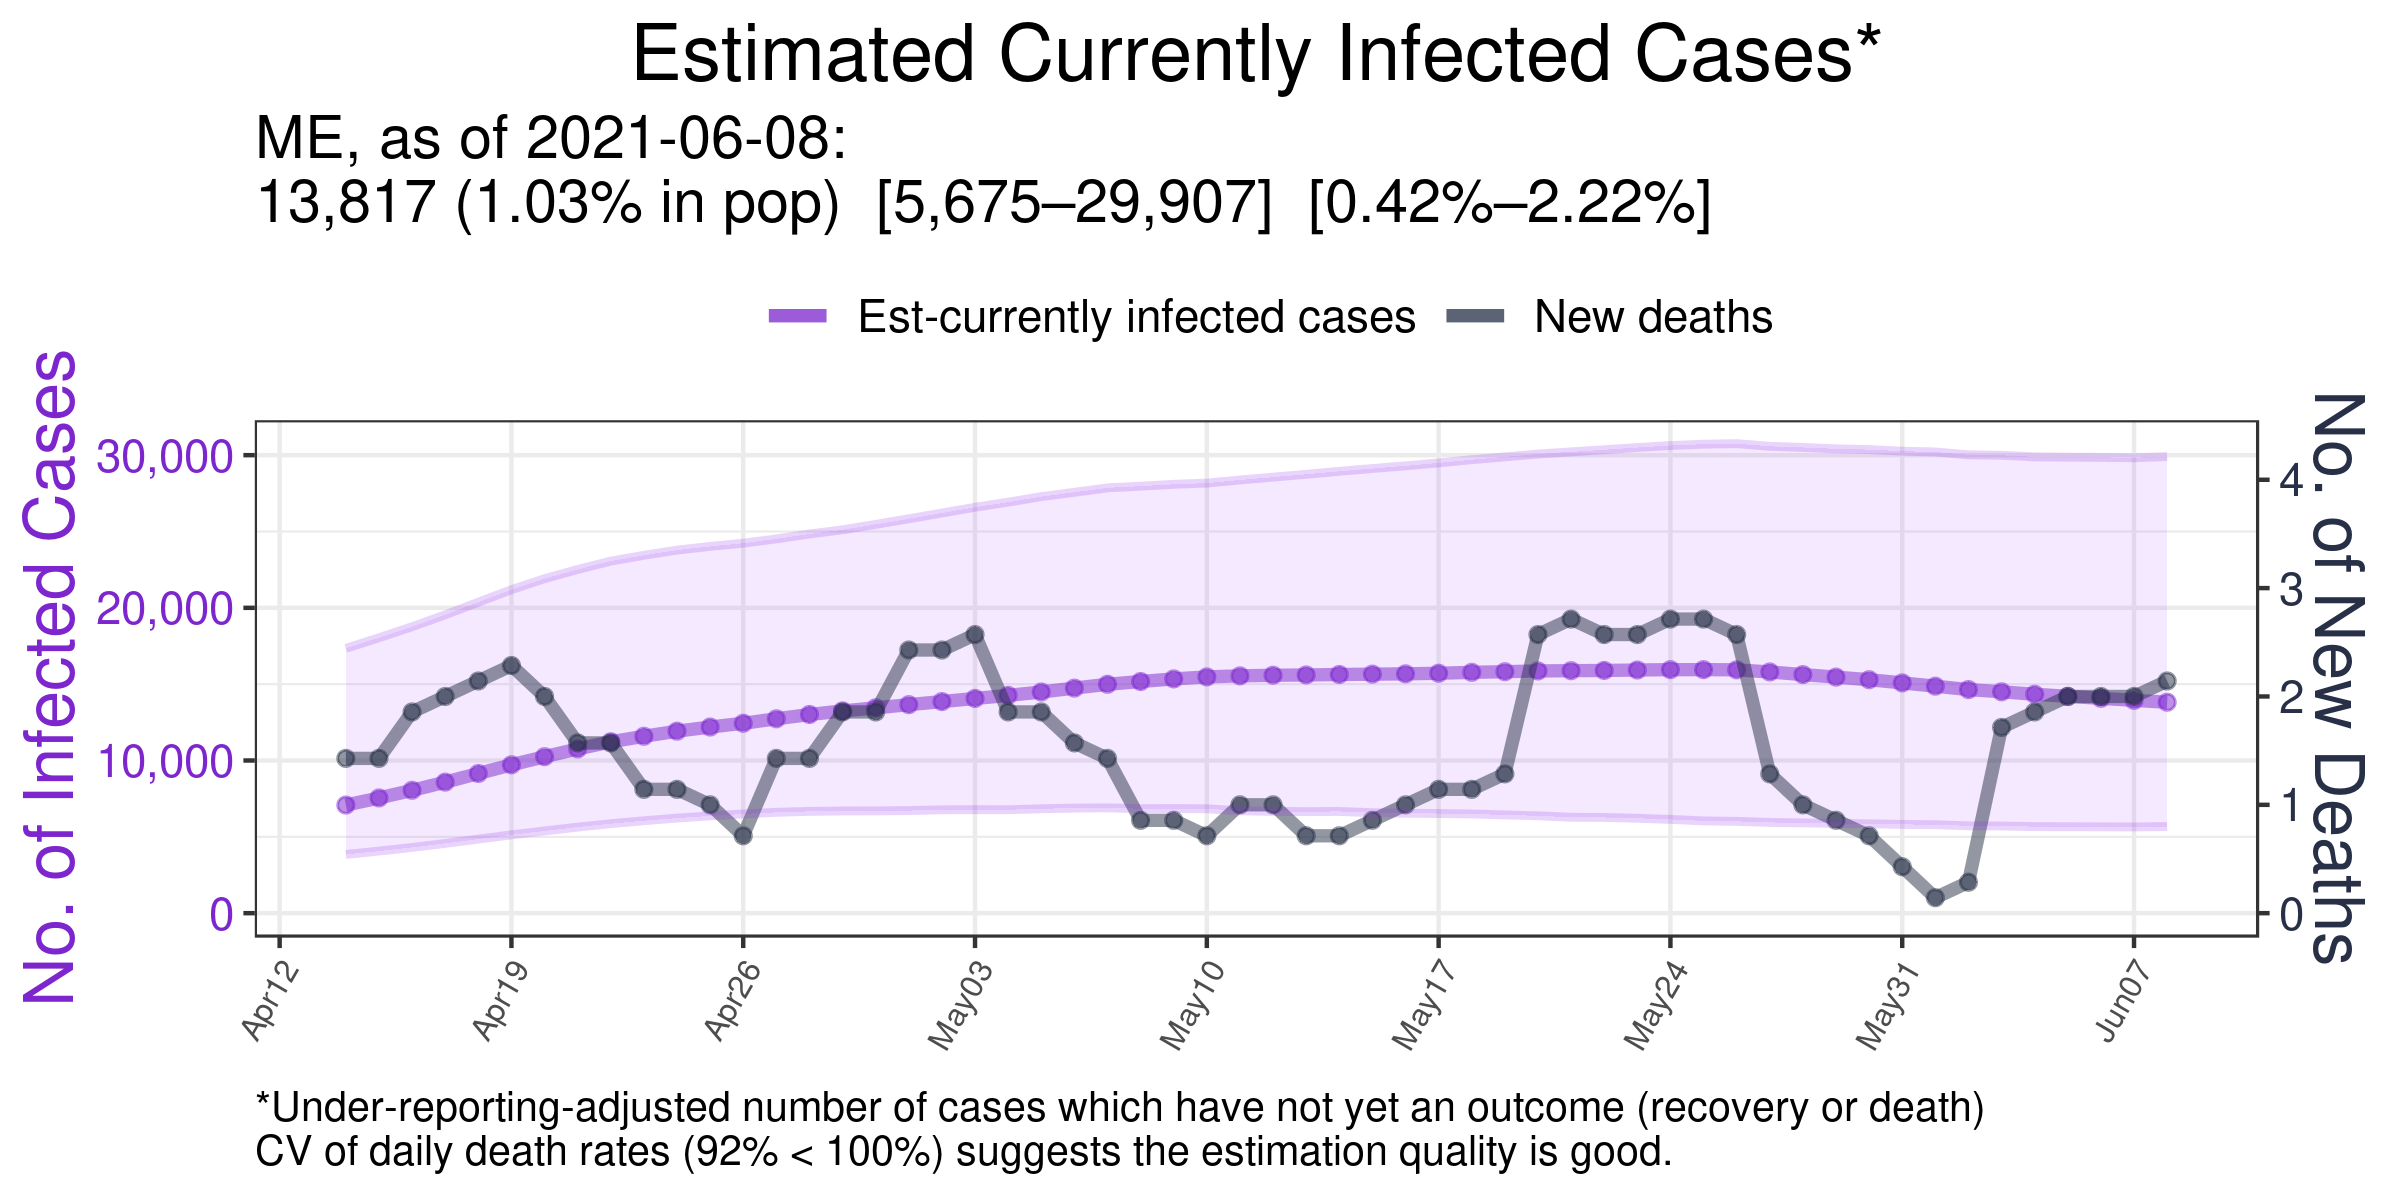 Estimated Currently Infected Cases*
ME, as of 2021-06-08:
13,817 (1.03% in pop)  [5,675–29,907]  [0.42%–2.22%]
Est-currently infected cases
New deaths
No. of Infected Cases
30,000
20,000
10,000
0
No. of New Deaths
4
3
2
1
0
Apr12
Apr19
Apr26
May03
May10
May17
May24
May31
Jun07
*Under-reporting-adjusted number of cases which have not yet an outcome (recovery or death)
CV of daily death rates (92% < 100%) suggests the estimation quality is good.